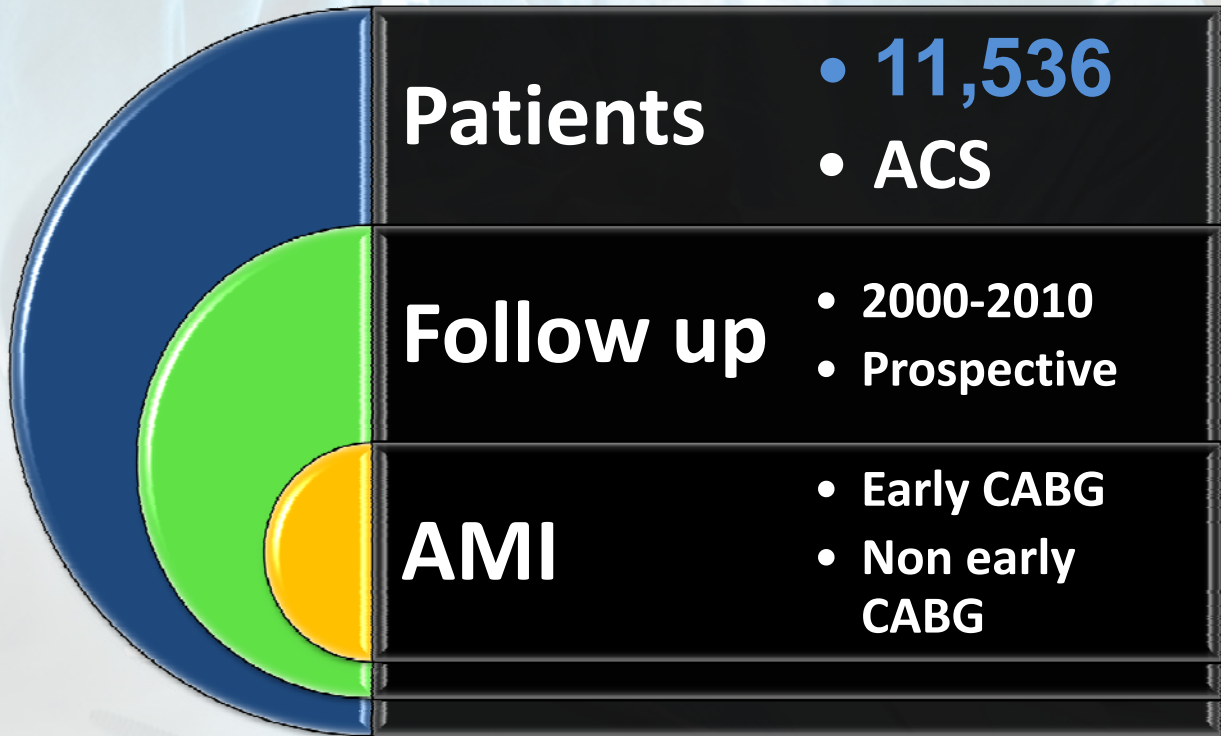 Patients
• 11,536
• ACS
Follow up
• 2000-2010
• Prospective
AMI
• Early CABG
• Non early
CABG